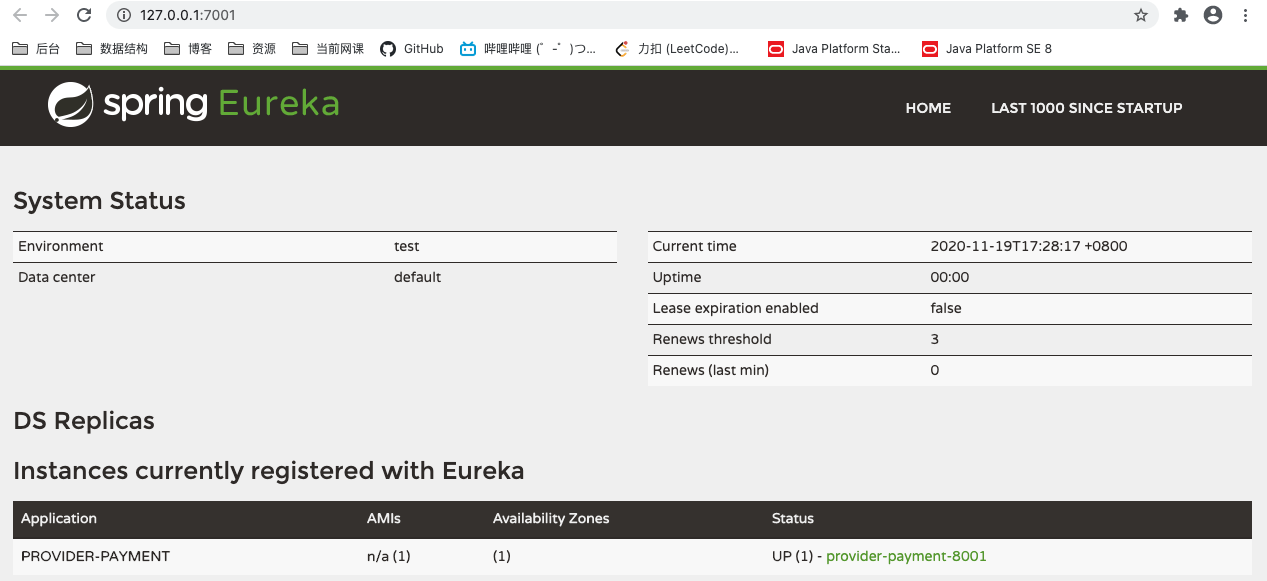 127.0.0.1:7001
后台 数据结构 博客 资源 当前网课 GitHub 哔哩哔哩 (゜-゜)つ... 力扣 (LeetCode)... Java Platform Sta... Java Platform SE 8
spring Eureka HOME LAST 1000 SINCE STARTUP
System Status
Environment test
Data center default
Current time 2020-11-19T17:28:17 +0800
Uptime 00:00
Lease expiration enabled false
Renews threshold 3
Renews (last min) 0
DS Replicas
Instances currently registered with Eureka
Application AMIs Availability Zones Status
PROVIDER-PAYMENT n/a (1) (1) UP (1) - provider-payment-8001